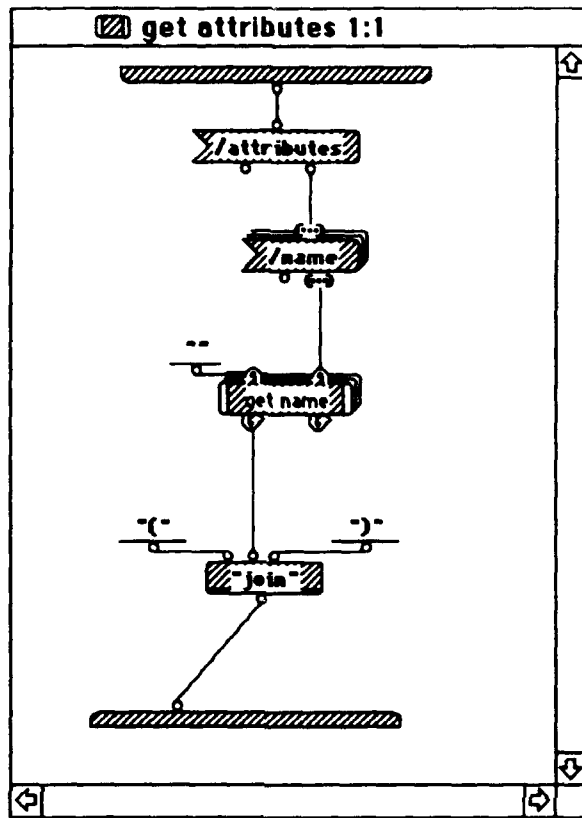 get attributes 1:1
/attributes
/name
""
get name
"(" ")"
"join"